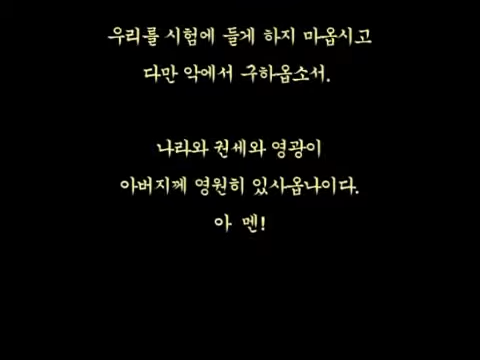 우리를 시험에 들게 하지 마옵시고
다만 악에서 구하옵소서.
나라와 권세와 영광이
아버지께 영원히 있사옵나이다.
아 멘!